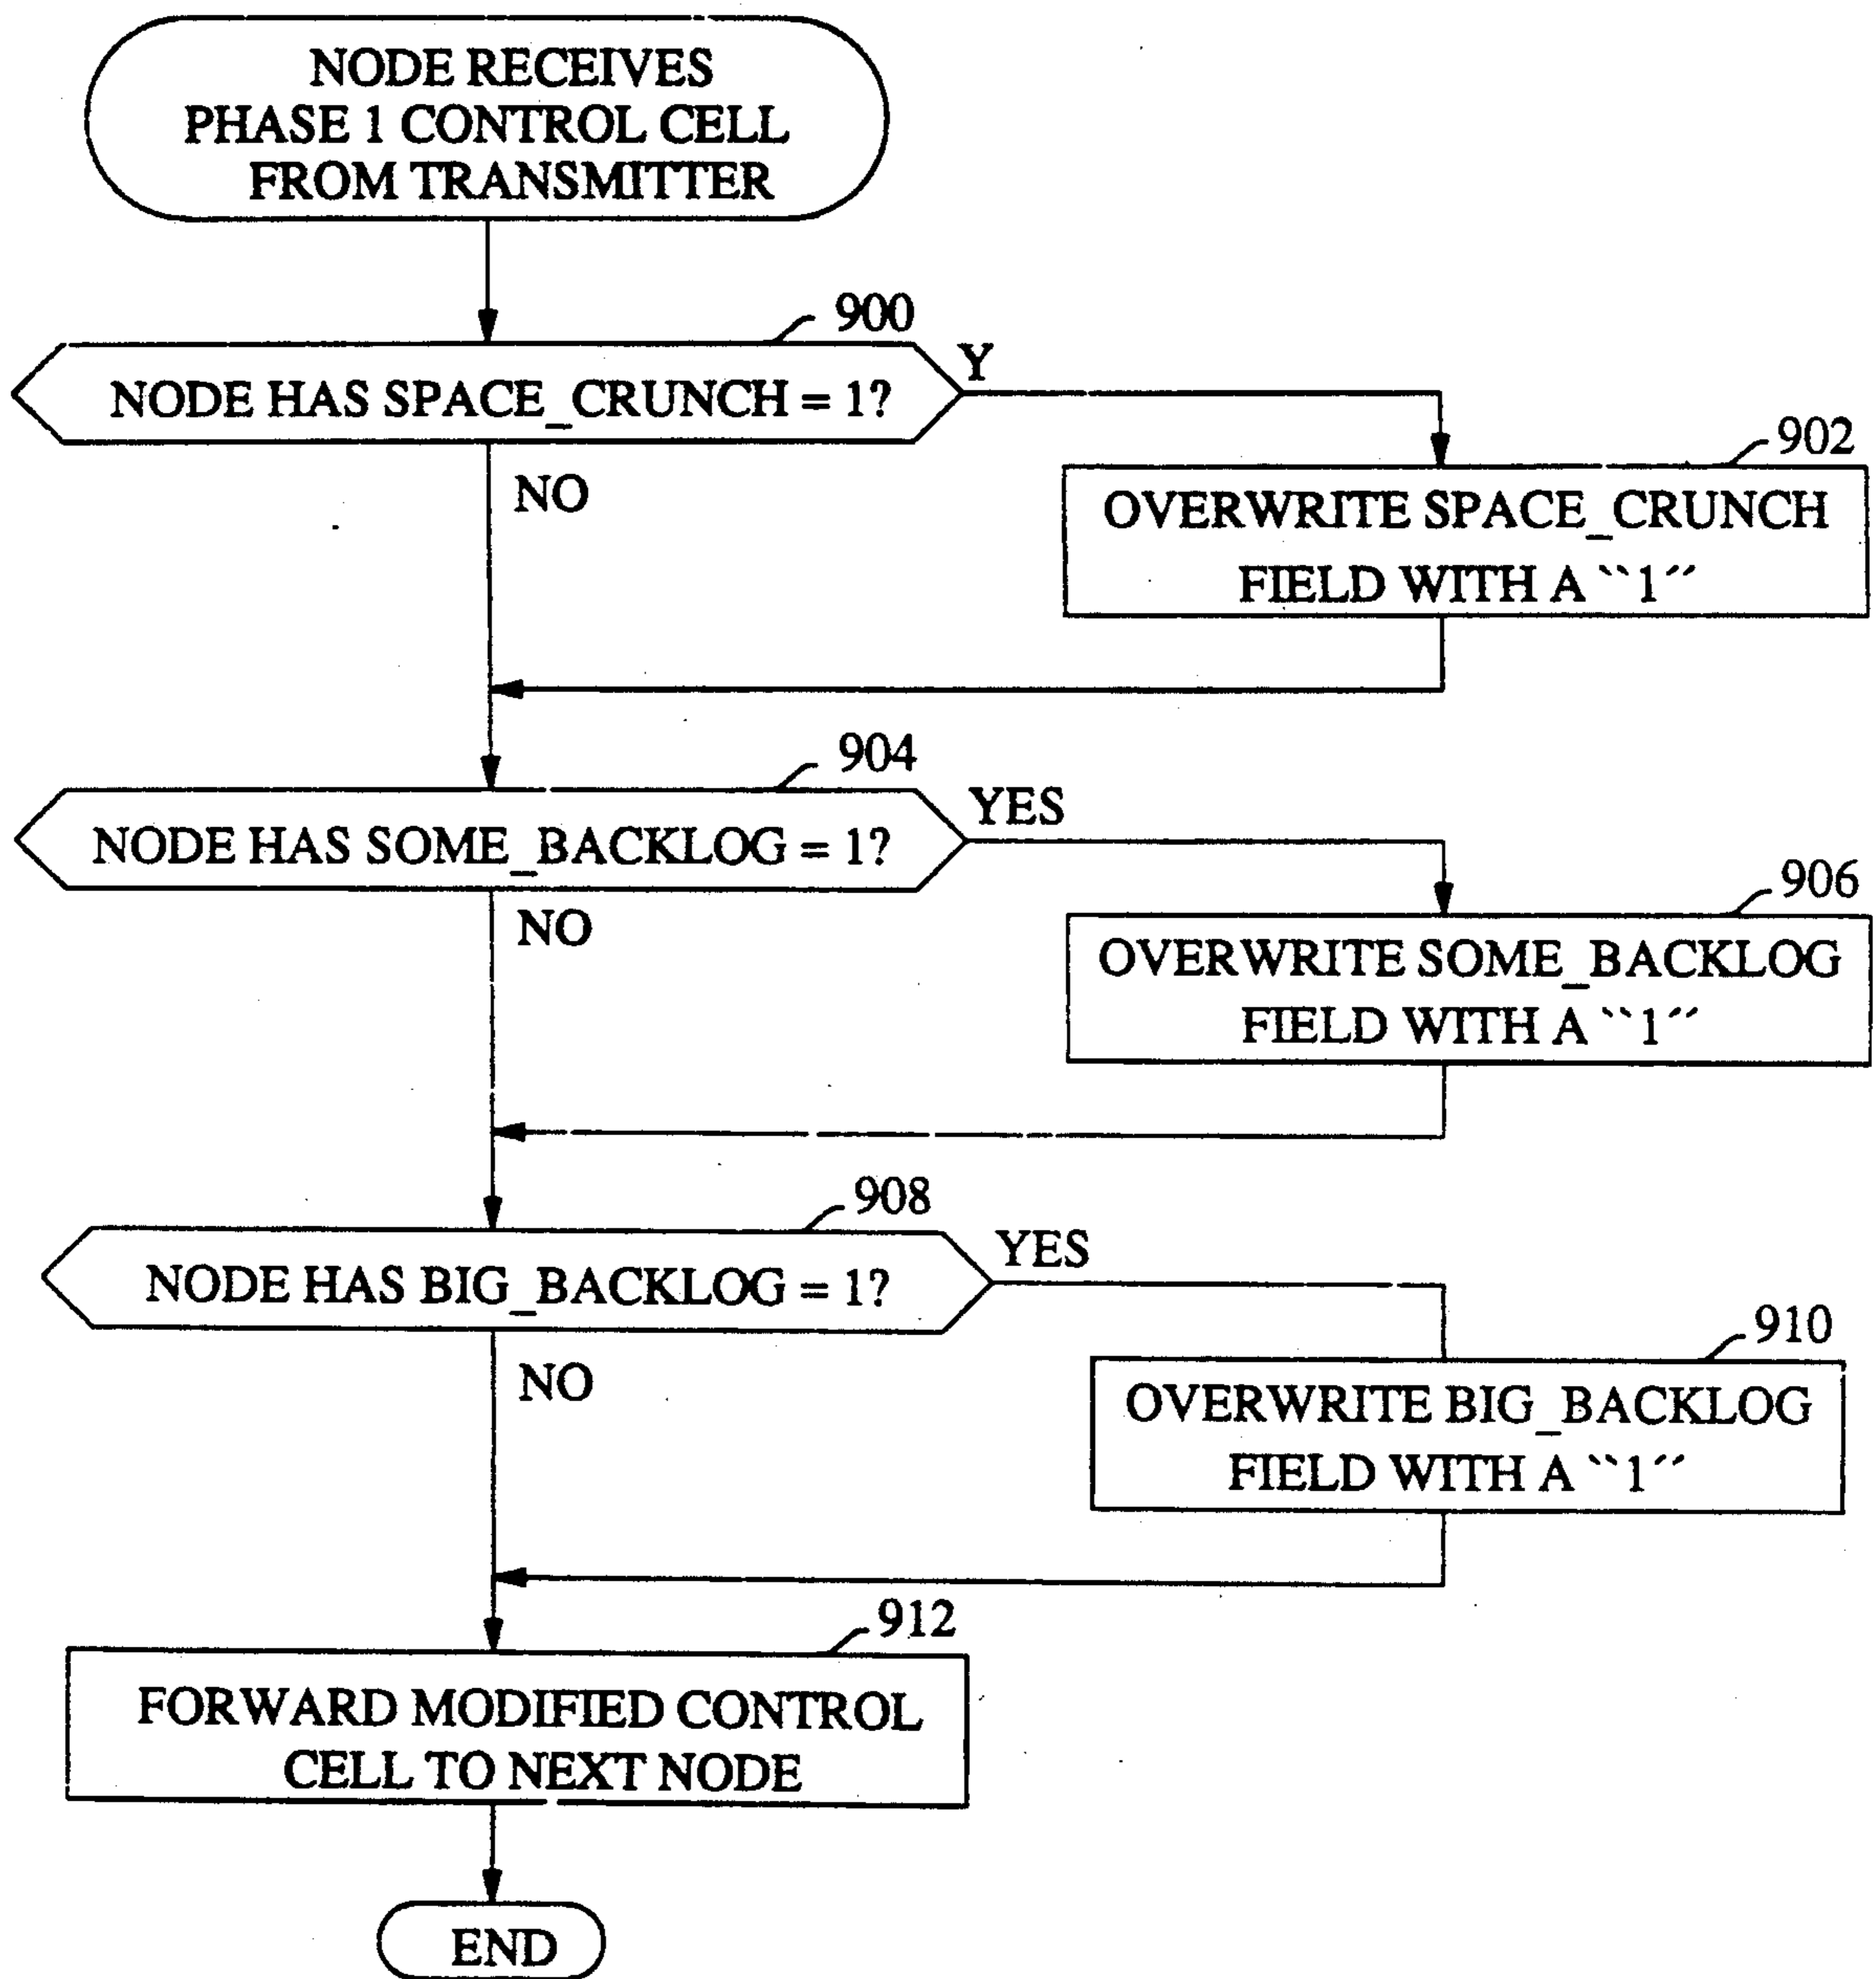 NODE RECEIVES
PHASE 1 CONTROL CELL
FROM TRANSMITTER
900
NODE HAS SPACE_CRUNCH = 1?
Y
NO
902
OVERWRITE SPACE_CRUNCH
FIELD WITH A ``1´´
904
NODE HAS SOME_BACKLOG = 1?
YES
NO
906
OVERWRITE SOME_BACKLOG
FIELD WITH A ``1´´
908
NODE HAS BIG_BACKLOG = 1?
YES
NO
910
OVERWRITE BIG_BACKLOG
FIELD WITH A ``1´´
912
FORWARD MODIFIED CONTROL
CELL TO NEXT NODE
END